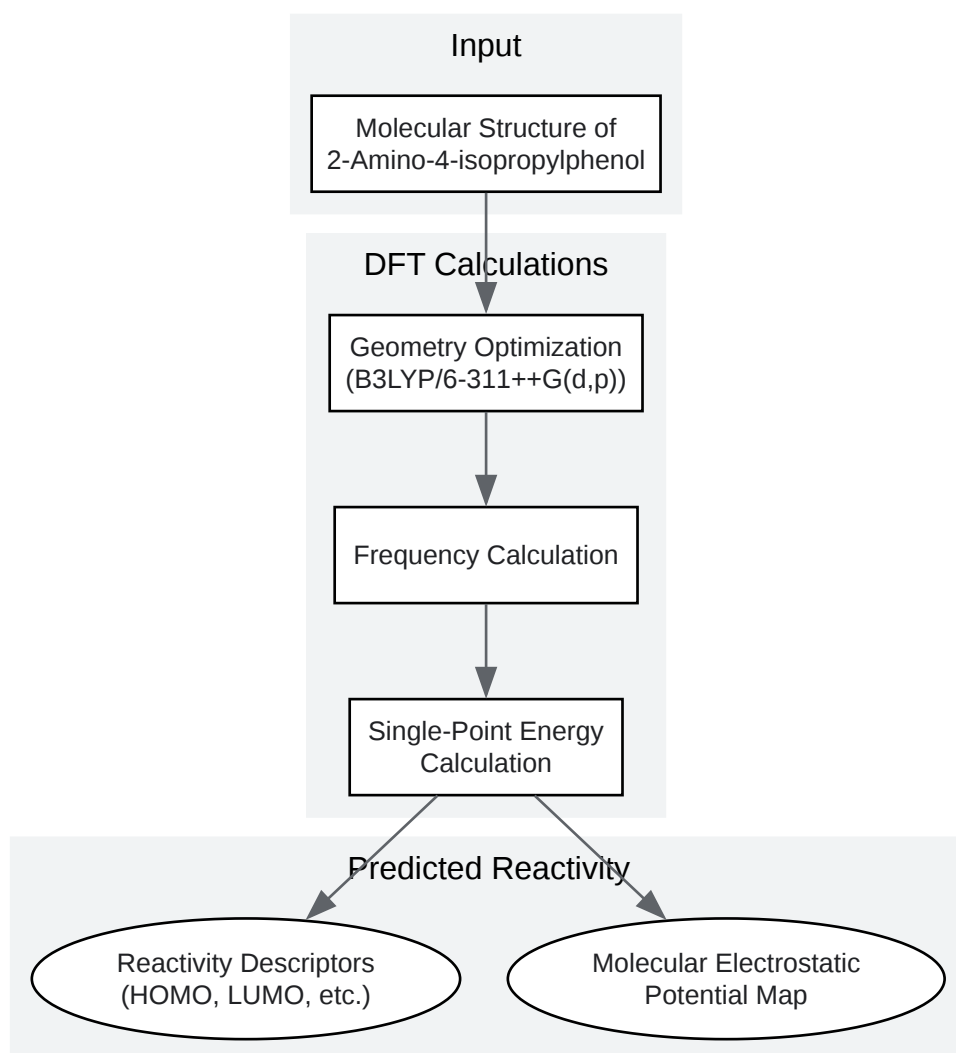 Input
Molecular Structure of
2-Amino-4-isopropylphenol
DFT Calculations
Geometry Optimization
(B3LYP/6-311++G(d,p))
Frequency Calculation
Single-Point Energy
Calculation
Predicted Reactivity
Reactivity Descriptors
(HOMO, LUMO, etc.)
Molecular Electrostatic
Potential Map